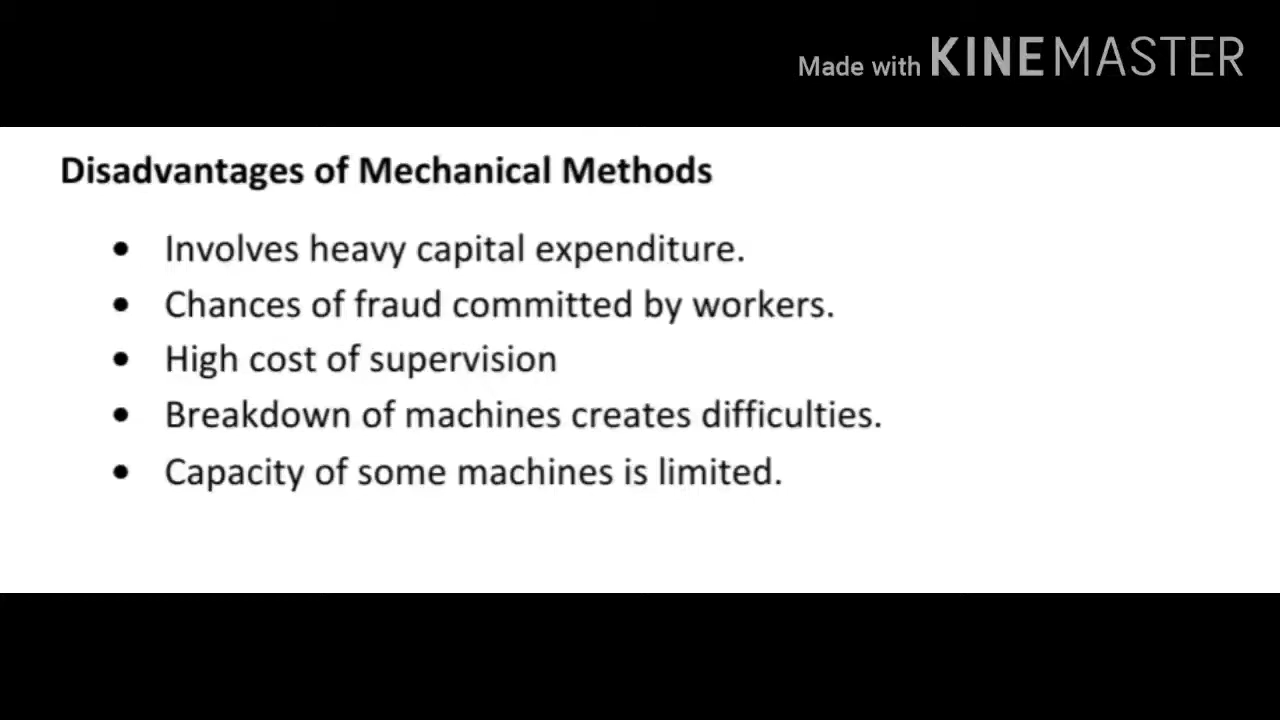 Made with KINEMASTER
Disadvantages of Mechanical Methods
• Involves heavy capital expenditure.
• Chances of fraud committed by workers.
• High cost of supervision
• Breakdown of machines creates difficulties.
• Capacity of some machines is limited.